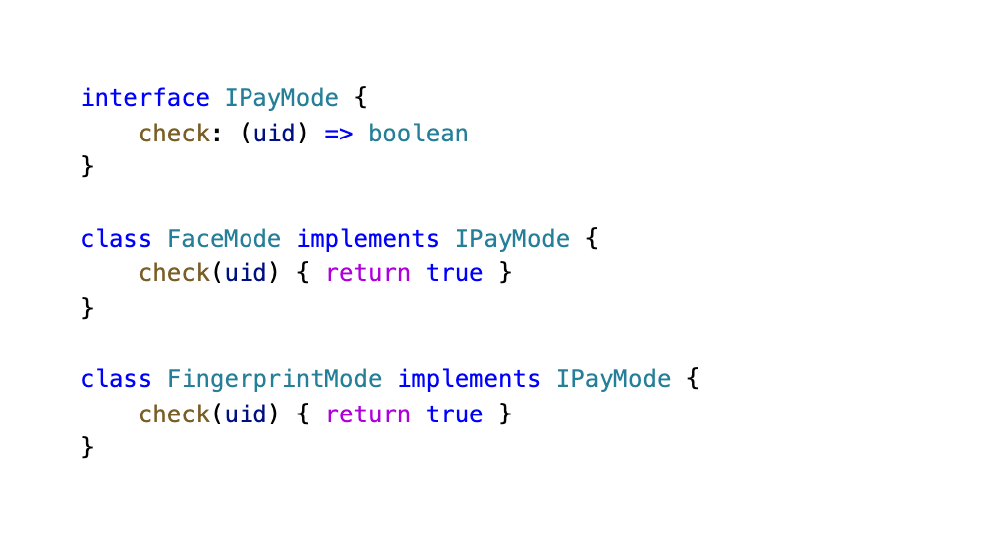 interface IPayMode {
    check: (uid) => boolean
}

class FaceMode implements IPayMode {
    check(uid) { return true }
}

class FingerprintMode implements IPayMode {
    check(uid) { return true }
}